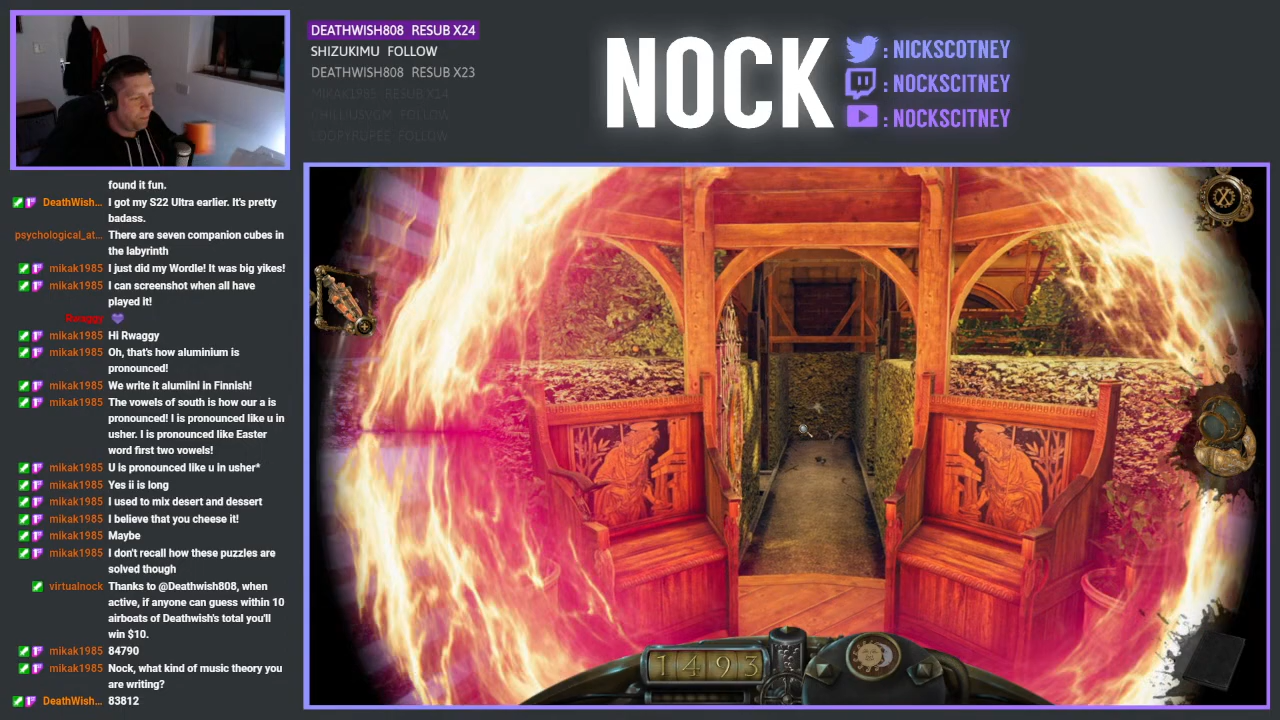 DEATHWISH808 RESUB X24
SHIZUKIMU FOLLOW
DEATHWISH808 RESUB X23
MIKAK1985 RESUB X14
CHILLIUSVGM FOLLOW
LOOPYRUPEE FOLLOW
NOCK
: NICKSCOTNEY
: NOCKSCITNEY
: NOCKSCITNEY
found it fun.
DeathWish... I got my S22 Ultra earlier. It's pretty
badass.
psychological_at... There are seven companion cubes in
the labyrinth
mikak1985 I just did my Wordle! It was big yikes!
mikak1985 I can screenshot when all have
played it!
Rwaggy
mikak1985 Hi Rwaggy
mikak1985 Oh, that's how aluminium is
pronounced!
mikak1985 We write it alumiini in Finnish!
mikak1985 The vowels of south is how our a is
pronounced! I is pronounced like u in
usher. I is pronounced like Easter
word first two vowels!
mikak1985 U is pronounced like u in usher*
mikak1985 Yes ii is long
mikak1985 I used to mix desert and dessert
mikak1985 I believe that you cheese it!
mikak1985 Maybe
mikak1985 I don't recall how these puzzles are
solved though
virtualnock Thanks to @Deathwish808, when
active, if anyone can guess within 10
airboats of Deathwish's total you'll
win $10.
mikak1985 84790
mikak1985 Nock, what kind of music theory you
are writing?
DeathWish... 83812
1493